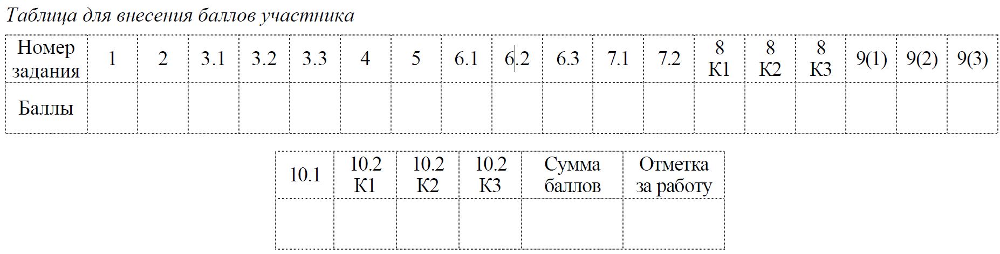 Таблица для внесения баллов участника
Номер задания 1 2 3.1 3.2 3.3 4 5 6.1 6.2 6.3 7.1 7.2 8 К1 8 К2 8 К3 9(1) 9(2) 9(3)
Баллы
10.1 10.2 К1 10.2 К2 10.2 К3 Сумма баллов Отметка за работу